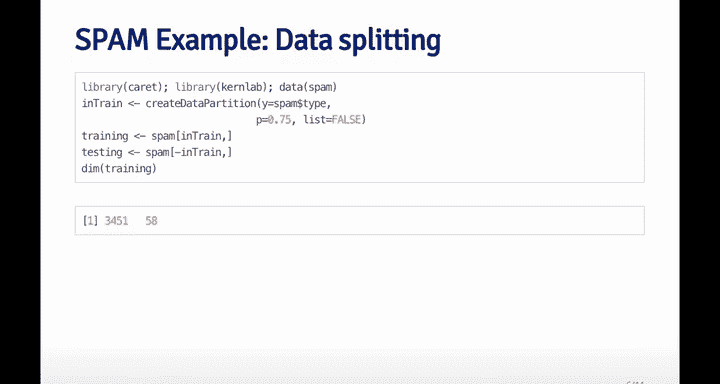 SPAM Example: Data splitting
library(caret); library(kernlab); data(spam)
inTrain <- createDataPartition(y=spam$type,
p=0.75, list=FALSE)
training <- spam[inTrain,]
testing <- spam[-inTrain,]
dim(training)
[1] 3451 58